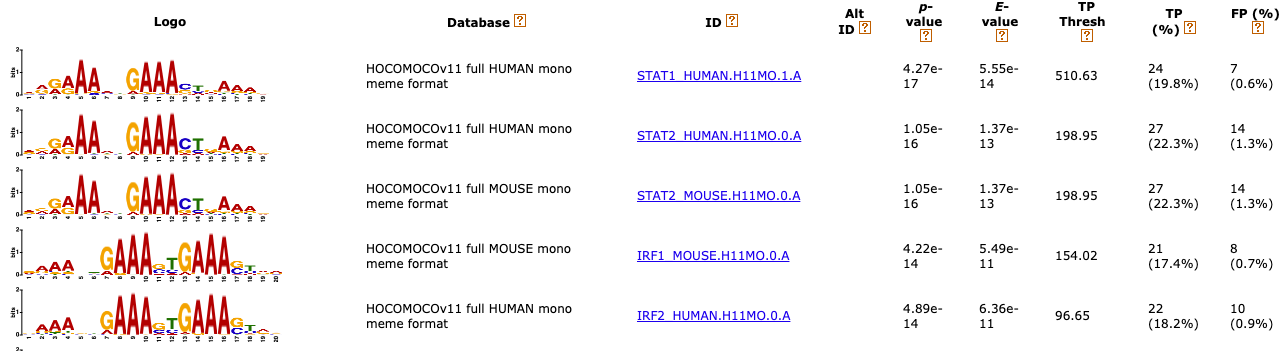 Logo Database ? ID ? Alt ID ? p-value ? E-value ? TP Thresh ? TP (%) ? FP (%) ?
HOCOMOCOv11 full HUMAN mono meme format STAT1_HUMAN.H11MO.1.A 4.27e-17 5.55e-14 510.63 24 (19.8%) 7 (0.6%)
HOCOMOCOv11 full HUMAN mono meme format STAT2_HUMAN.H11MO.0.A 1.05e-16 1.37e-13 198.95 27 (22.3%) 14 (1.3%)
HOCOMOCOv11 full MOUSE mono meme format STAT2_MOUSE.H11MO.0.A 1.05e-16 1.37e-13 198.95 27 (22.3%) 14 (1.3%)
HOCOMOCOv11 full MOUSE mono meme format IRF1_MOUSE.H11MO.0.A 4.22e-14 5.49e-11 154.02 21 (17.4%) 8 (0.7%)
HOCOMOCOv11 full HUMAN mono meme format IRF2_HUMAN.H11MO.0.A 4.89e-14 6.36e-11 96.65 22 (18.2%) 10 (0.9%)